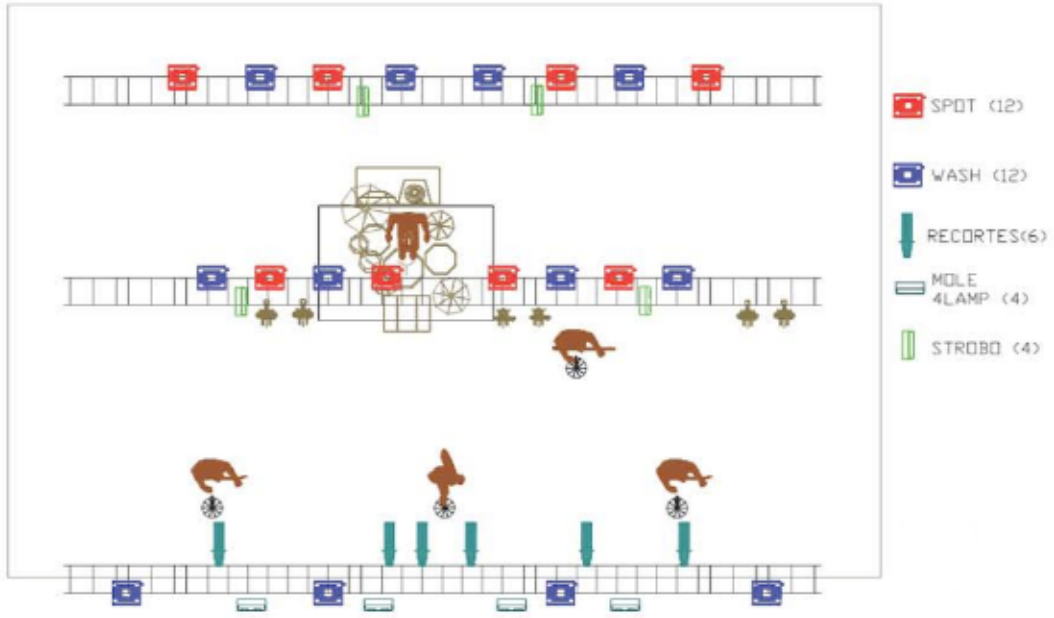 SPOT (12)
WASH (12)
RECORTES(6)
MOLE
4LAMP (4)
STROBO (4)